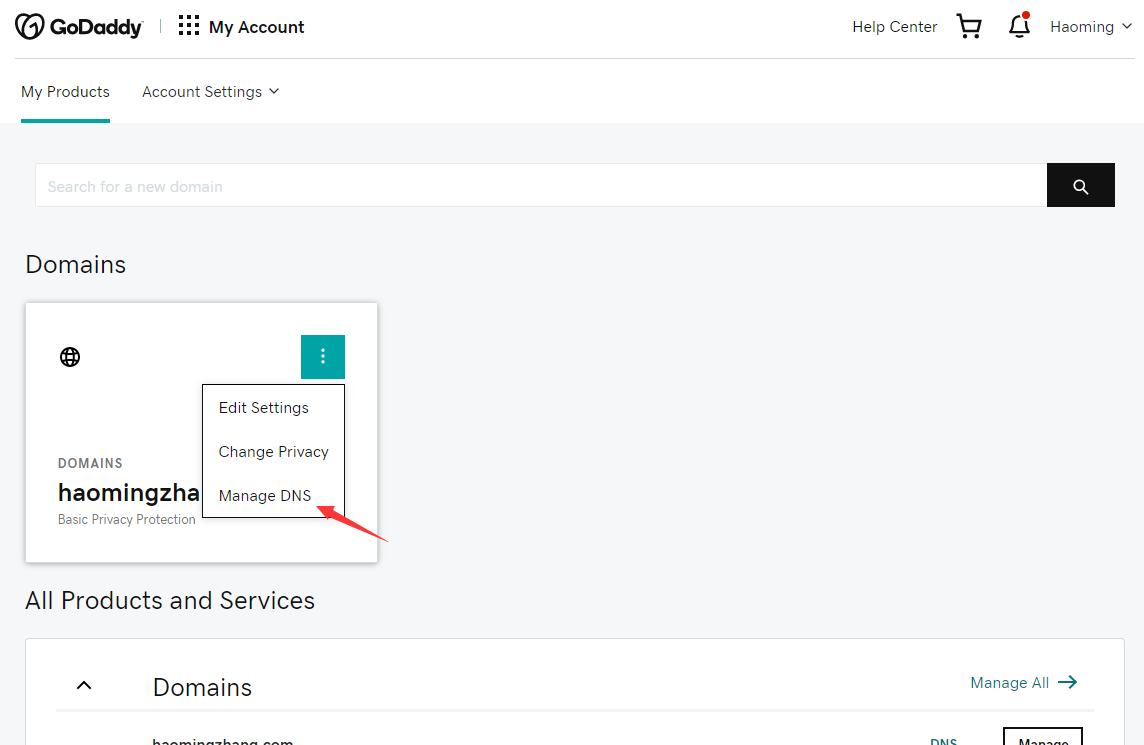 GoDaddy My Account Help Center Haoming
My Products Account Settings
Search for a new domain
Domains
Edit Settings
Change Privacy
Manage DNS
DOMAINS
haomingzha
Basic Privacy Protection
All Products and Services
Domains Manage All
haomingzhang.com DNS Manage